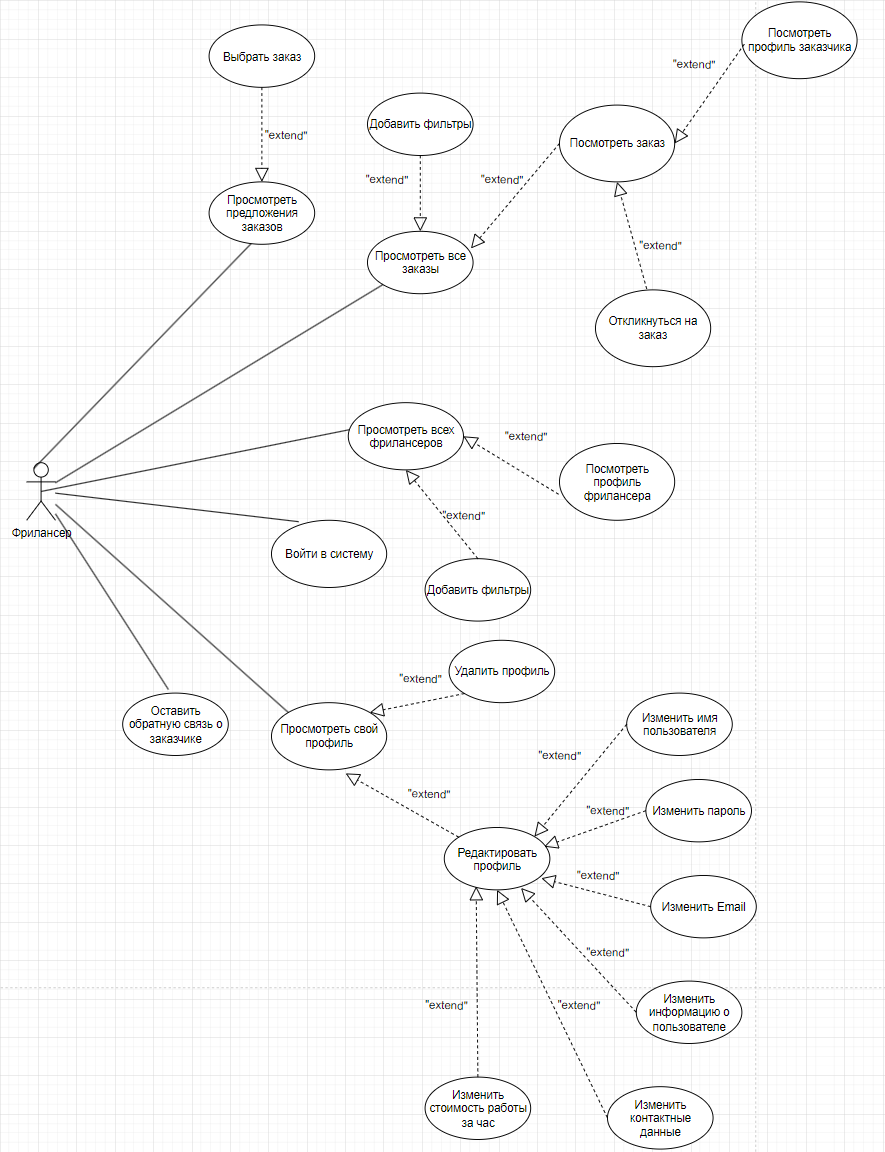 Посмотреть
профиль заказчика
Выбрать заказ
"extend"
Добавить фильтры
"extend"
Посмотреть заказ
"extend"
"extend"
Просмотреть
предложения
заказов
"extend"
Просмотреть все
заказы
Откликнуться на
заказ
Просмотреть всех
фрилансеров
"extend"
Посмотреть
профиль
фрилансера
"extend"
Фрилансер
Войти в систему
Добавить фильтры
Удалить профиль
"extend"
Оставить
обратную связь о
заказчике
Просмотреть свой
профиль
Изменить имя
пользователя
"extend"
"extend"
Изменить пароль
"extend"
Редактировать
профиль
"extend"
Изменить Email
"extend"
"extend"
"extend"
Изменить
информацию о
пользователе
Изменить
стоимость работы
за час
Изменить
контактные
данные